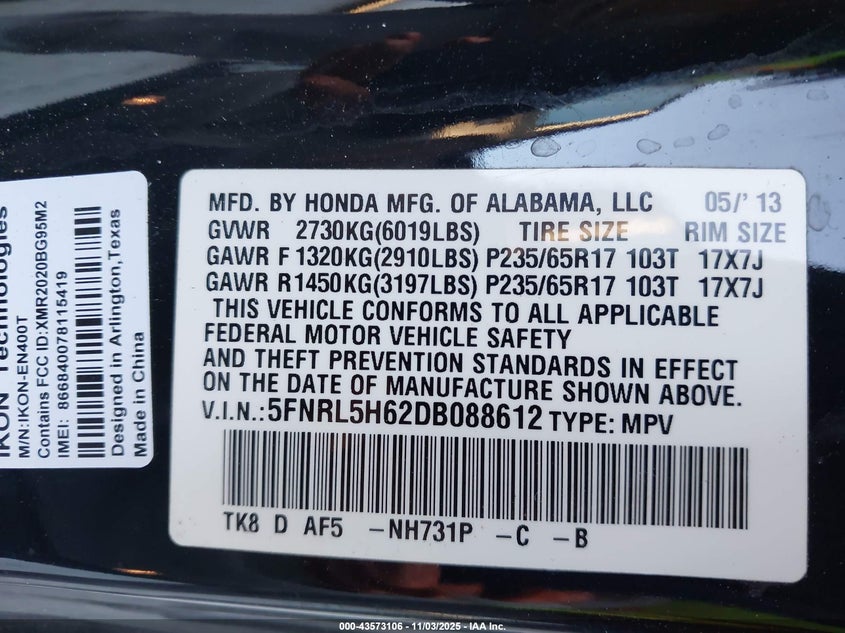 IKON Technologies
M/N:IKON-EN400T
Contains FCC ID:XMR2020BG95M2
IMEI: 866840078115419
Designed in Arlington,Texas
Made in China
MFD. BY HONDA MFG. OF ALABAMA, LLC 05/' 13
GVWR 2730KG(6019LBS) TIRE SIZE RIM SIZE
GAWR F 1320KG(2910LBS) P235/65R17 103T 17X7J
GAWR R1450KG(3197LBS) P235/65R17 103T 17X7J
THIS VEHICLE CONFORMS TO ALL APPLICABLE
FEDERAL MOTOR VEHICLE SAFETY
AND THEFT PREVENTION STANDARDS IN EFFECT
ON THE DATE OF MANUFACTURE SHOWN ABOVE.
V.I.N.:5FNRL5H62DB088612 TYPE: MPV
TK8 D AF5 -NH731P -C -B
000-43573106 - 11/03/2025 - IAA Inc.